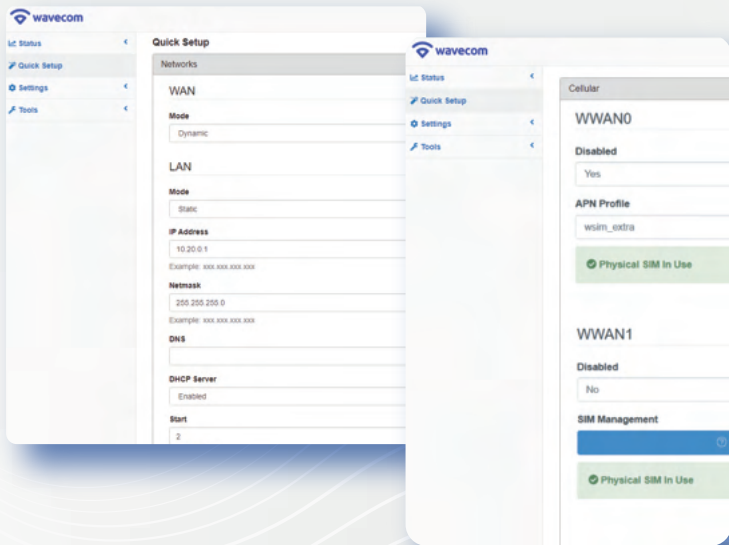 wavecom
Status
Quick Setup
Settings
Tools
Quick Setup
Networks
WAN
Mode
Dynamic
LAN
Mode
Static
IP Address
10.20.0.1
Example: xxx.xxx.xxx.xxx
Netmask
255.255.255.0
Example: xxx.xxx.xxx.xxx
DNS
DHCP Server
Enabled
Start
2
wavecom
Status
Quick Setup
Settings
Tools
Cellular
WWAN0
Disabled
Yes
APN Profile
wsim_extra
Physical SIM In Use
WWAN1
Disabled
No
SIM Management
Physical SIM In Use